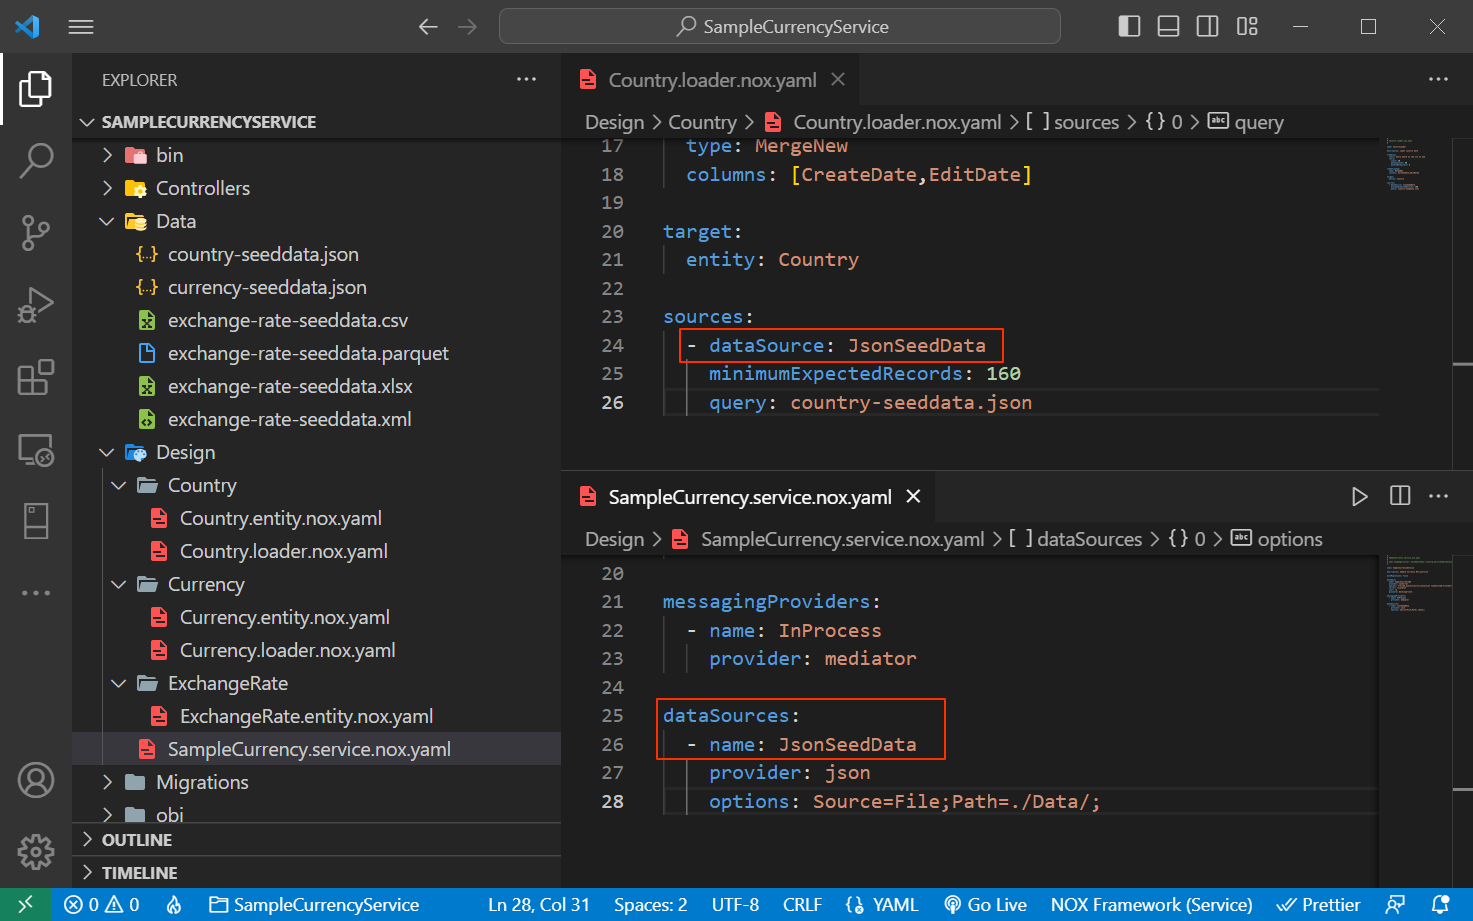 SampleCurrencyService
EXPLORER
SAMPLECURRENCYSERVICE
bin
Controllers
Data
country-seeddata.json
currency-seeddata.json
exchange-rate-seeddata.csv
exchange-rate-seeddata.parquet
exchange-rate-seeddata.xlsx
exchange-rate-seeddata.xml
Design
Country
Country.entity.nox.yaml
Country.loader.nox.yaml
Currency
Currency.entity.nox.yaml
Currency.loader.nox.yaml
ExchangeRate
ExchangeRate.entity.nox.yaml
SampleCurrency.service.nox.yaml
Migrations
obj
OUTLINE
TIMELINE
Country.loader.nox.yaml
Design > Country > Country.loader.nox.yaml > [ ] sources > {} 0 > abc query
17 type: MergeNew
18 columns: [CreateDate,EditDate]
19
20 target:
21 entity: Country
22
23 sources:
24 - dataSource: JsonSeedData
25 minimumExpectedRecords: 160
26 query: country-seeddata.json
SampleCurrency.service.nox.yaml
Design > SampleCurrency.service.nox.yaml > [ ] dataSources > {} 0 > abc options
20
21 messagingProviders:
22 - name: InProcess
23 provider: mediator
24
25 dataSources:
26 - name: JsonSeedData
27 provider: json
28 options: Source=File;Path=./Data/;
0 0 SampleCurrencyService Ln 28, Col 31 Spaces: 2 UTF-8 CRLF YAML Go Live NOX Framework (Service) Prettier